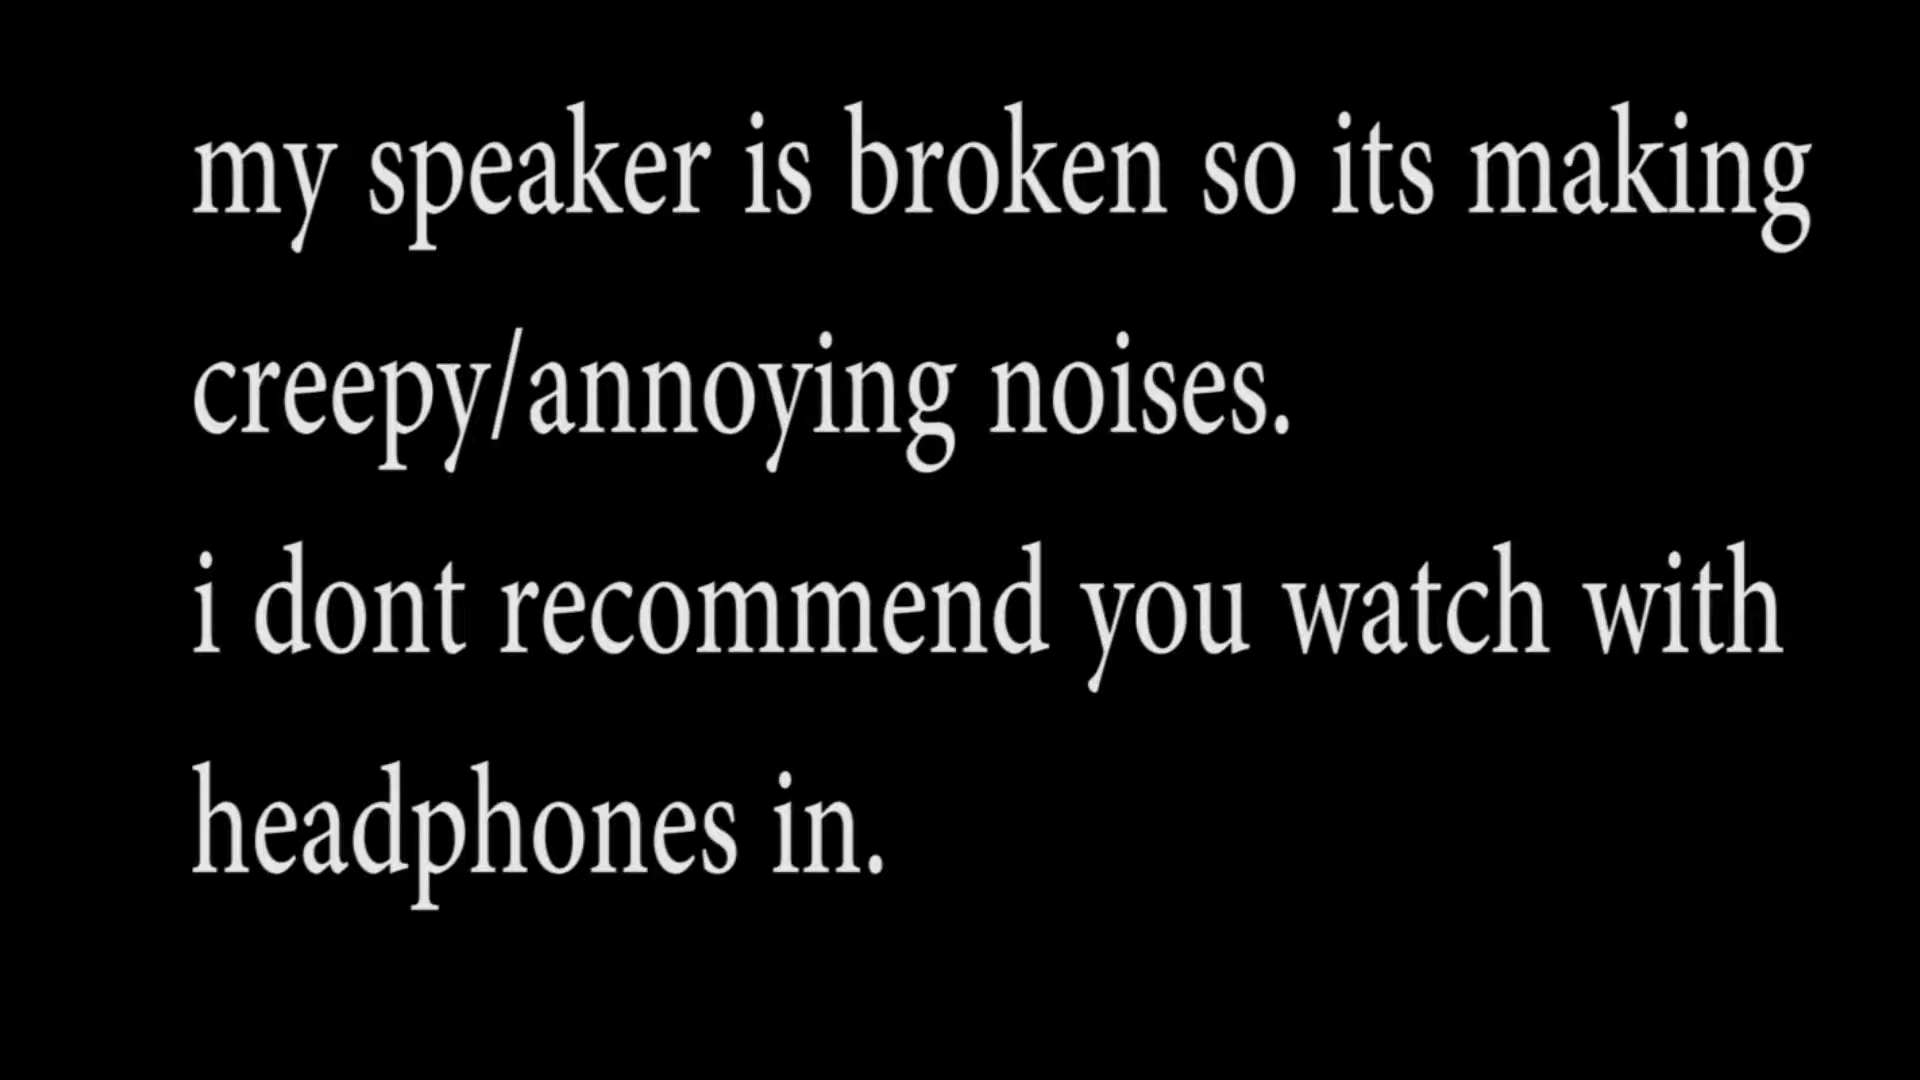 my speaker is broken so its making
creepy/annoying noises.
i dont recommend you watch with
headphones in.